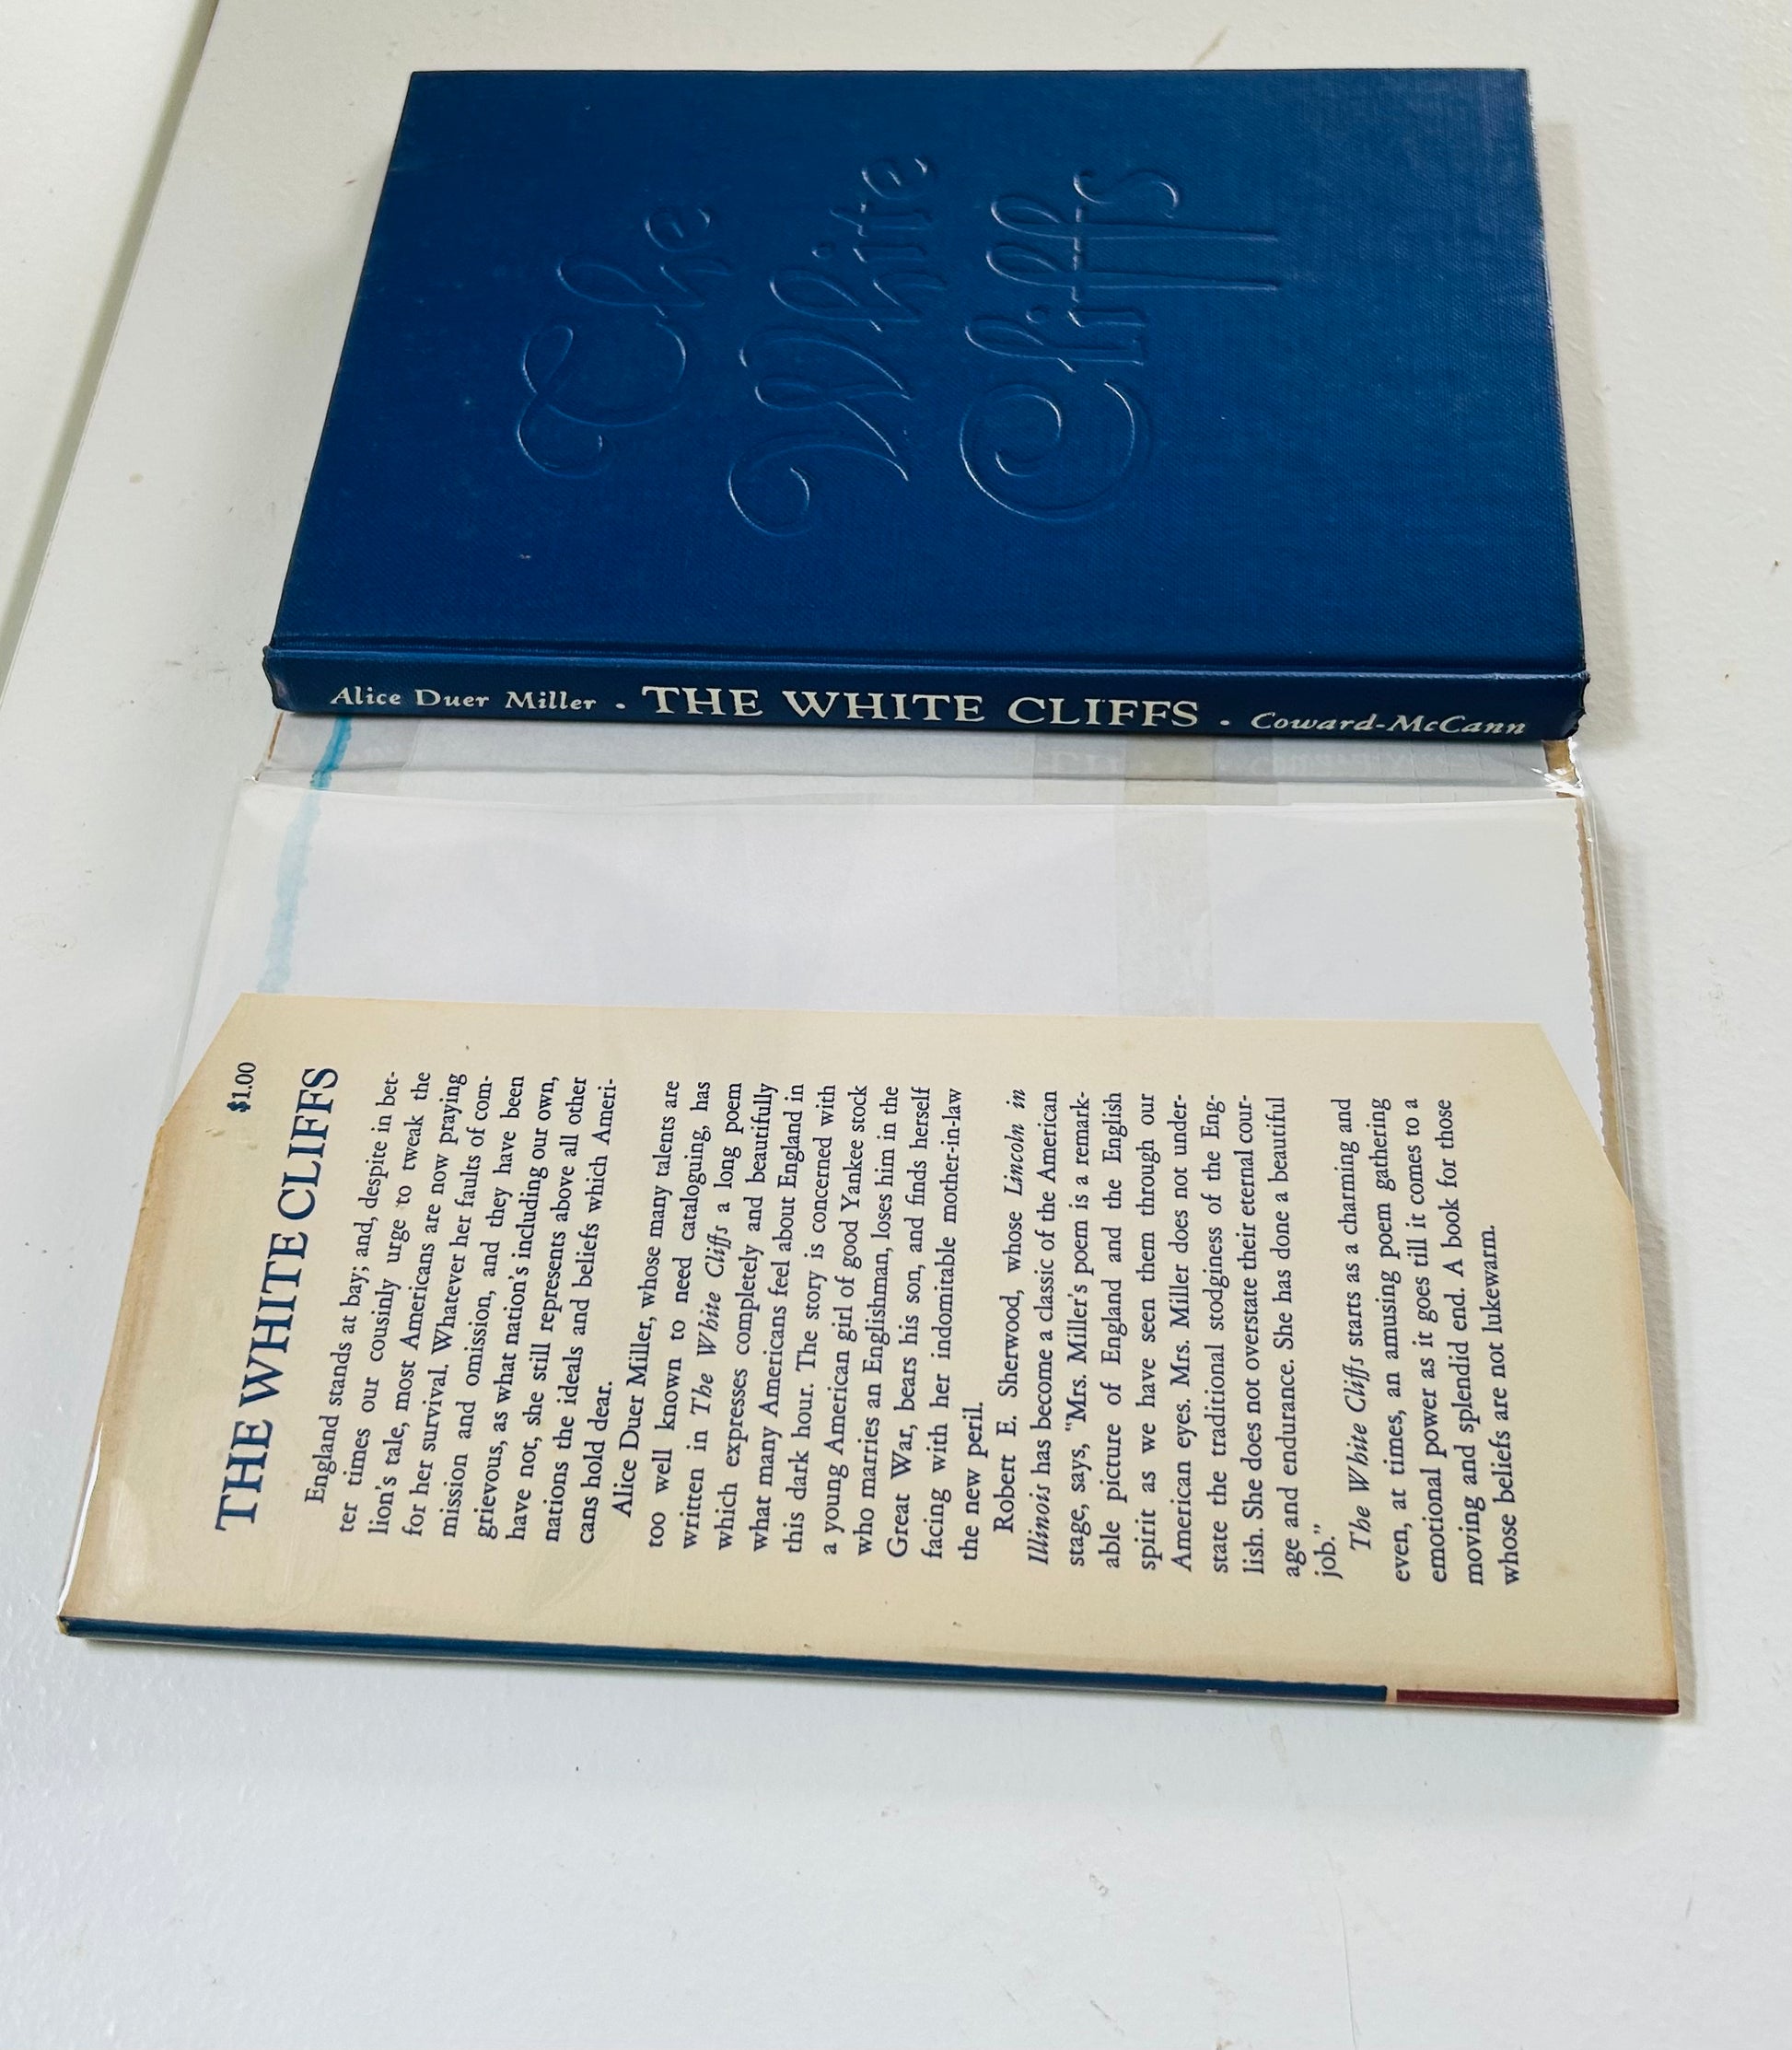 The
White
Cliffs
Alice Duer Miller . THE WHITE CLIFFS . Coward-McCann
$1.00
THE WHITE CLIFFS
England stands at bay; and, despite in bet-
ter times our cousinly urge to tweak the
lion's tale, most Americans are now praying
for her survival. Whatever her faults of com-
mission and omission, and they have been
grievous, as what nation's including our own,
have not, she still represents above all other
nations the ideals and beliefs which Ameri-
cans hold dear.
Alice Duer Miller, whose many talents are
too well known to need cataloguing, has
written in The White Cliffs a long poem
which expresses completely and beautifully
what many Americans feel about England in
this dark hour. The story is concerned with
a young American girl of good Yankee stock
who marries an Englishman, loses him in the
Great War, bears his son, and finds herself
facing with her indomitable mother-in-law
the new peril.
Robert E. Sherwood, whose Lincoln in
Illinois has become a classic of the American
stage, says, "Mrs. Miller's poem is a remark-
able picture of England and the English
spirit as we have seen them through our
American eyes. Mrs. Miller does not under-
state the traditional stodginess of the Eng-
lish. She does not overstate their eternal cour-
age and endurance. She has done a beautiful
job."
The White Cliffs starts as a charming and
even, at times, an amusing poem gathering
emotional power as it goes till it comes to a
moving and splendid end. A book for those
whose beliefs are not lukewarm.